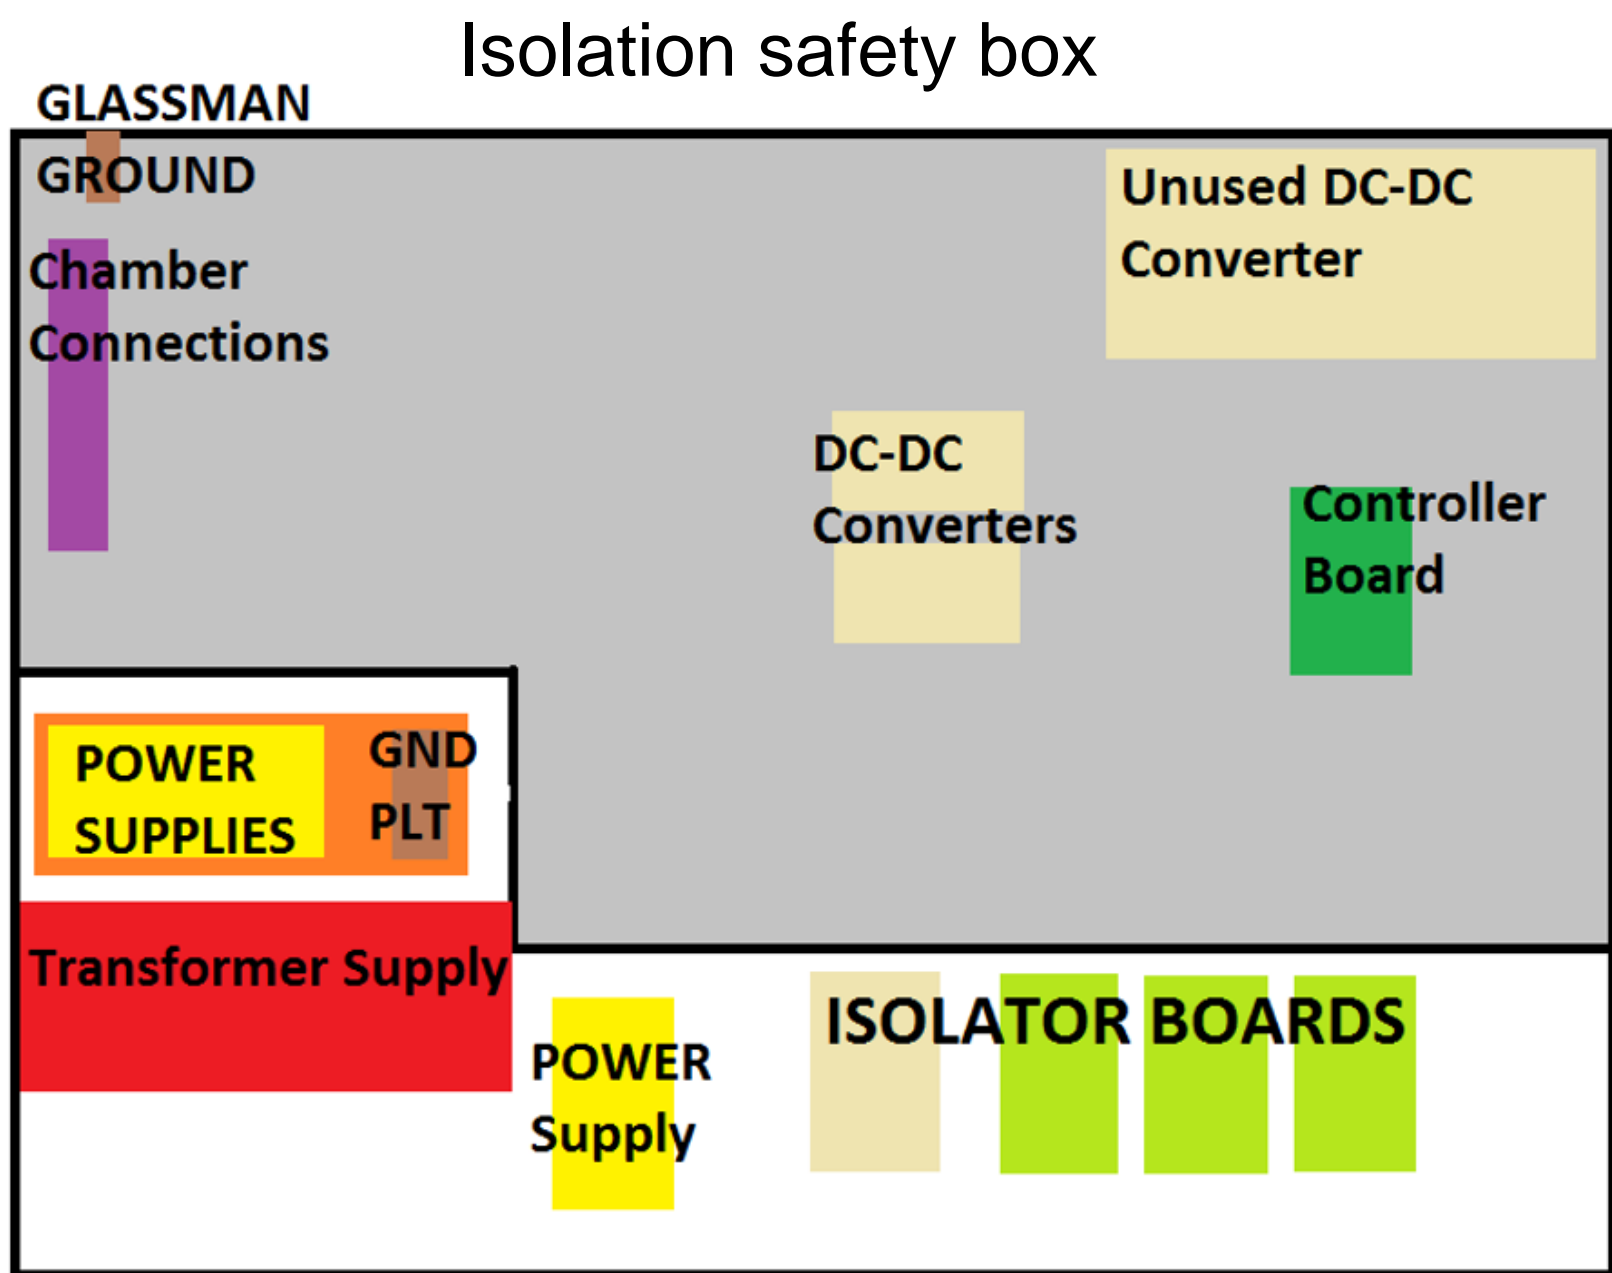 Isolation safety box
GLASSMAN
GROUND
Chamber
Connections
Unused DC-DC
Converter
DC-DC
Converters
Controller
Board
POWER
SUPPLIES
GND
PLT
Transformer Supply
POWER
Supply
ISOLATOR BOARDS